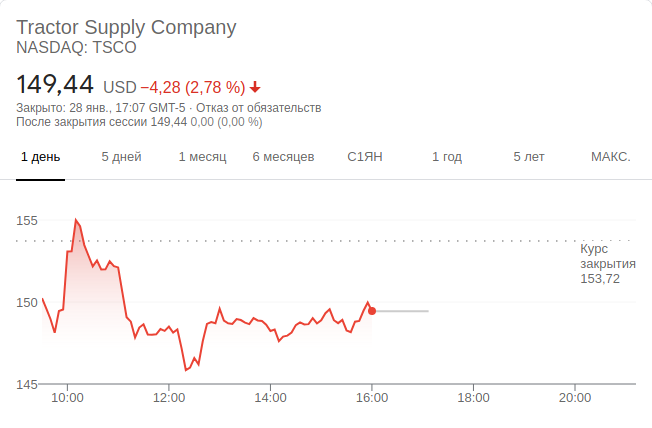 Tractor Supply Company
NASDAQ: TSCO
149,44 USD −4,28 (2,78 %)
Закрыто: 28 янв., 17:07 GMT-5 · Отказ от обязательств
После закрытия сессии 149,44 0,00 (0,00 %)
1 день 5 дней 1 месяц 6 месяцев С1ЯН 1 год 5 лет МАКС.
155
Курс
закрытия
153,72
150
145
10:00 12:00 14:00 16:00 18:00 20:00